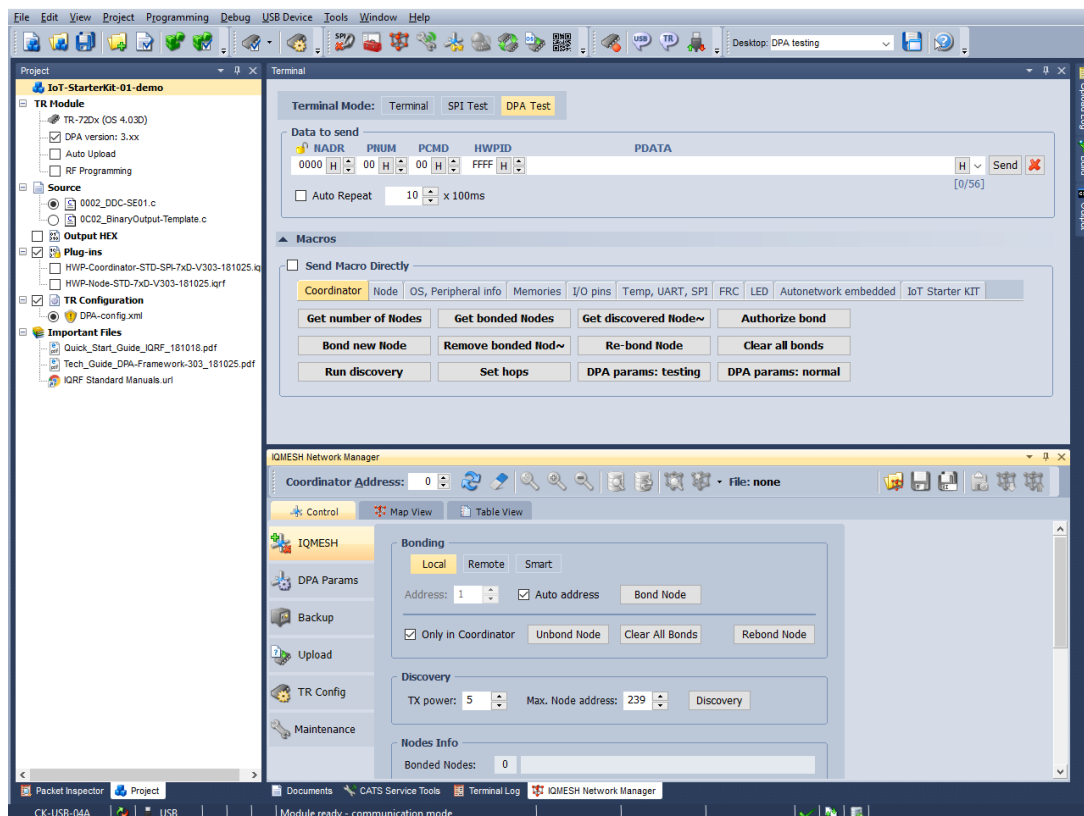 File Edit View Project Programming Debug USB Device Tools Window Help
Desktop: DPA testing
Project
IoT-StarterKit-01-demo
TR Module
TR-72Dx (OS 4.03D)
DPA version: 3.xx
Auto Upload
RF Programming
Source
0002_DDC-SE01.c
0C02_BinaryOutput-Template.c
Output HEX
Plug-ins
HWP-Coordinator-STD-SPI-7xD-V303-181025.iq
HWP-Node-STD-7xD-V303-181025.iqrf
TR Configuration
DPA-config.xml
Important Files
Quick_Start_Guide_IQRF_181018.pdf
Tech_Guide_DPA-Framework-303_181025.pdf
IQRF Standard Manuals.url
Packet Inspector Project
Terminal
Terminal Mode: Terminal SPI Test DPA Test
Data to send
NADR PNUM PCMD HWPID PDATA
0000 H 00 H 00 H FFFF H H Send
[0/56]
Auto Repeat 10 x 100ms
Macros
Send Macro Directly
Coordinator Node OS, Peripheral info Memories I/O pins Temp, UART, SPI FRC LED Autonetwork embedded IoT Starter KIT
Get number of Nodes Get bonded Nodes Get discovered Node~ Authorize bond
Bond new Node Remove bonded Nod~ Re-bond Node Clear all bonds
Run discovery Set hops DPA params: testing DPA params: normal
IQMESH Network Manager
Coordinator Address: 0 File: none
Control Map View Table View
IQMESH
DPA Params
Backup
Upload
TR Config
Maintenance
Bonding
Local Remote Smart
Address: 1 Auto address Bond Node
Only in Coordinator Unbond Node Clear All Bonds Rebond Node
Discovery
TX power: 5 Max. Node address: 239 Discovery
Nodes Info
Bonded Nodes: 0
Documents CATS Service Tools Terminal Log IQMESH Network Manager
CK-USB-04A USB Module ready - communication mode